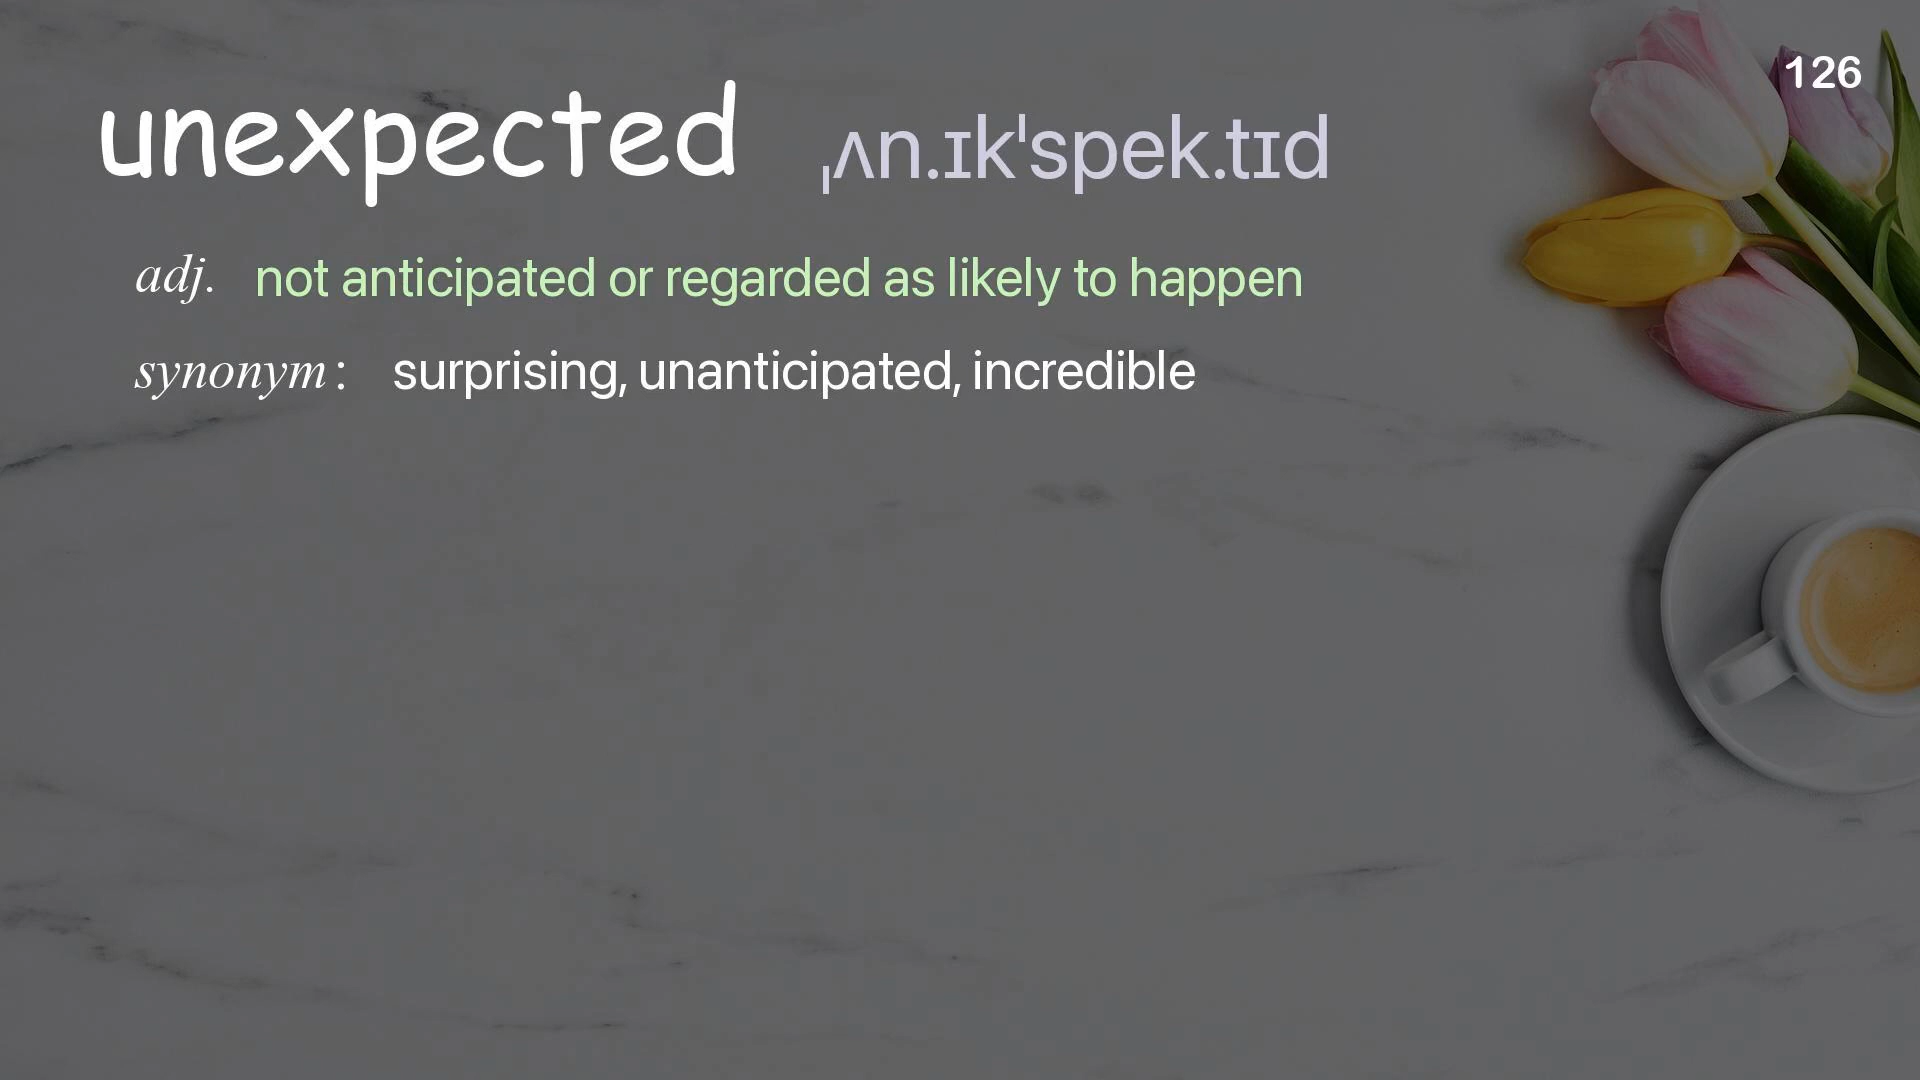 126
unexpected ˌʌn.ɪkˈspek.tɪd
adj. not anticipated or regarded as likely to happen
synonym : surprising, unanticipated, incredible